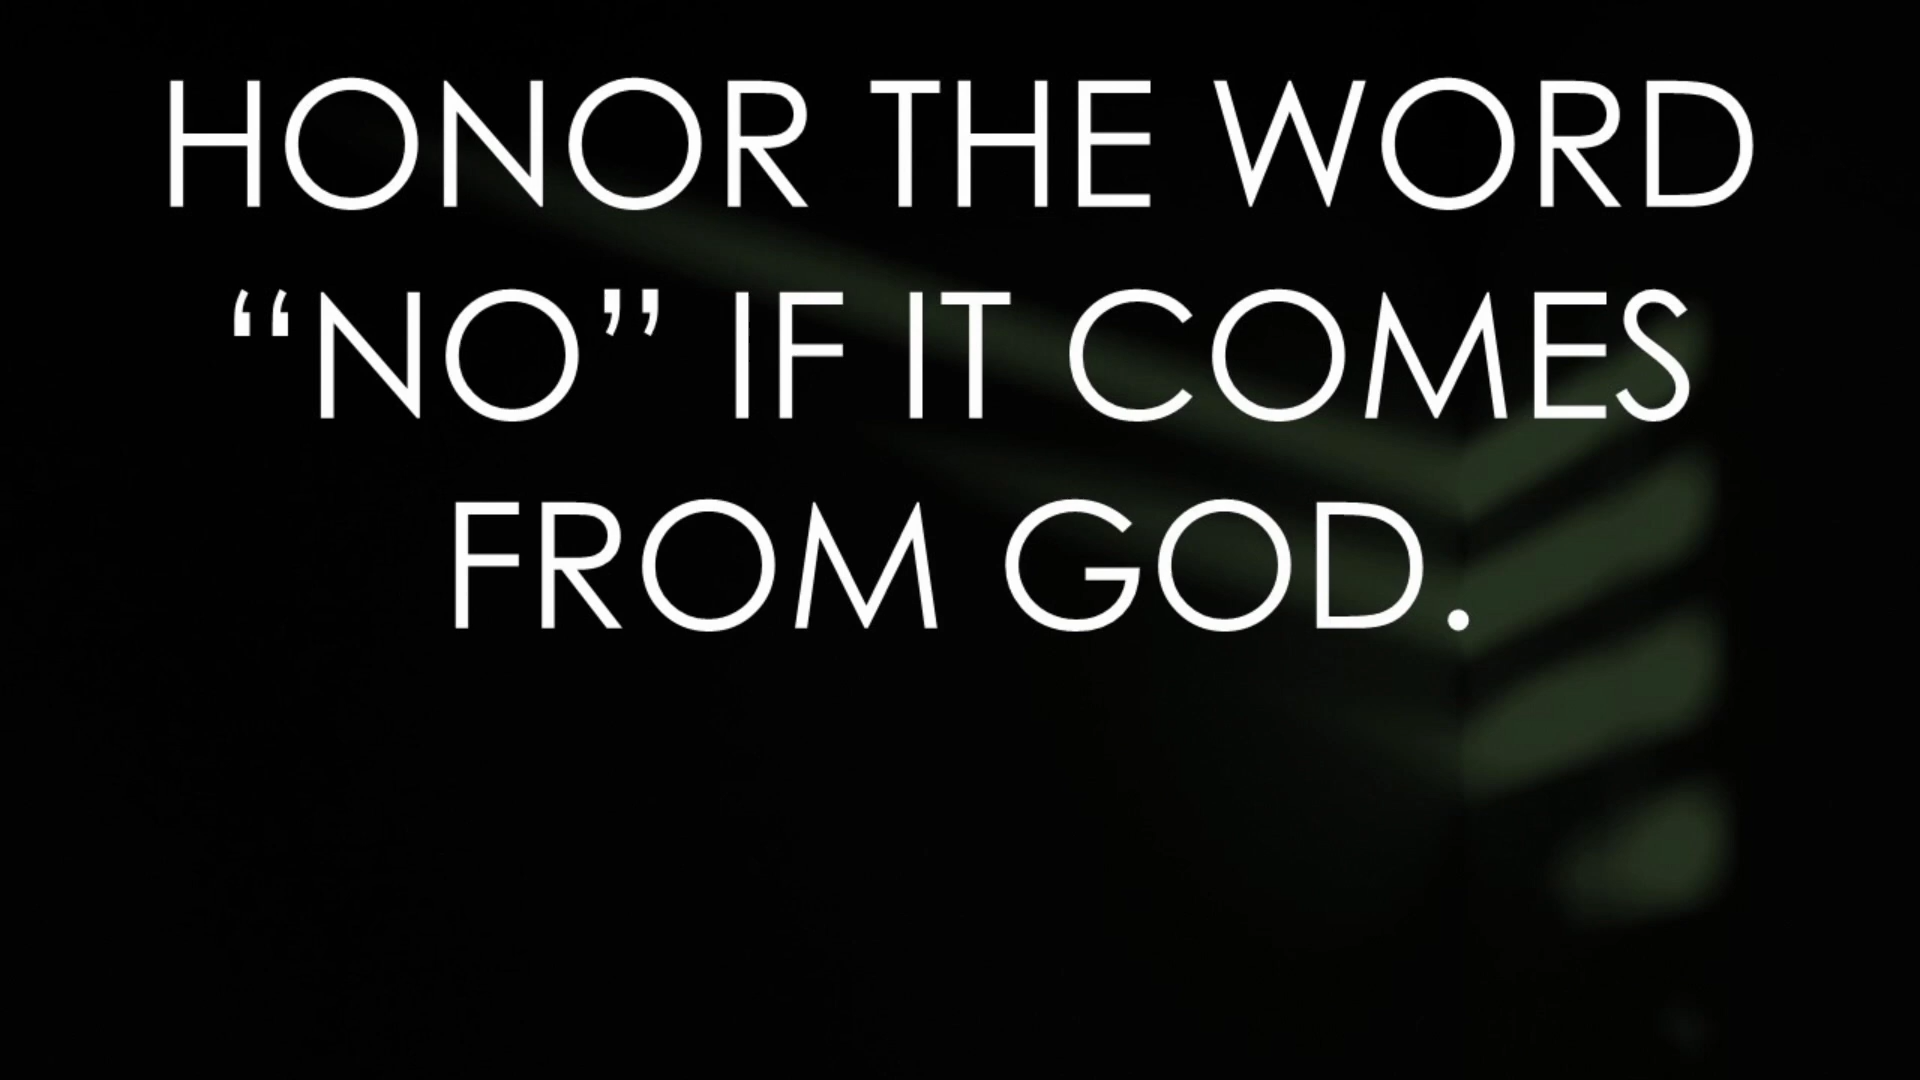 HONOR THE WORD
“NO” IF IT COMES
FROM GOD.